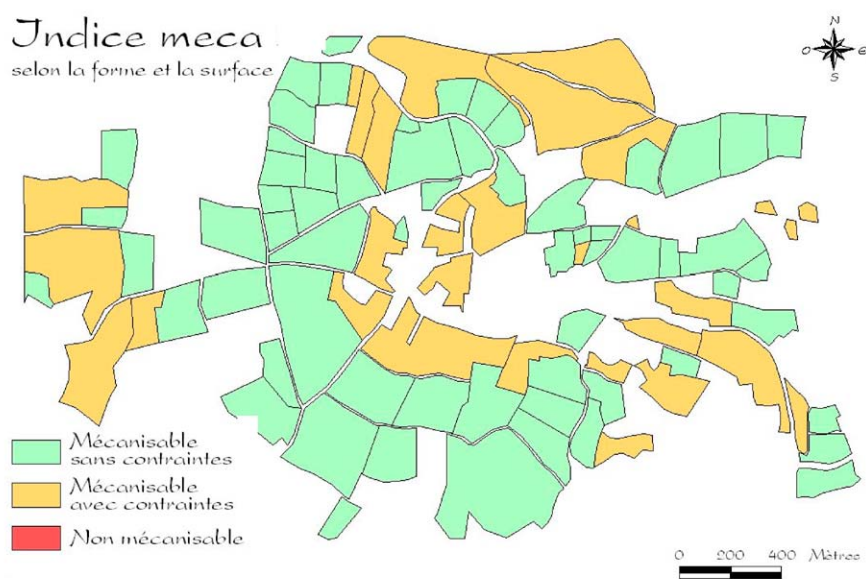 Indice meca
selon la forme et la surface
N
O E
S
Mécanisable
sans contraintes
Mécanisable
avec contraintes
Non mécanisable
0 200 400 Mètres